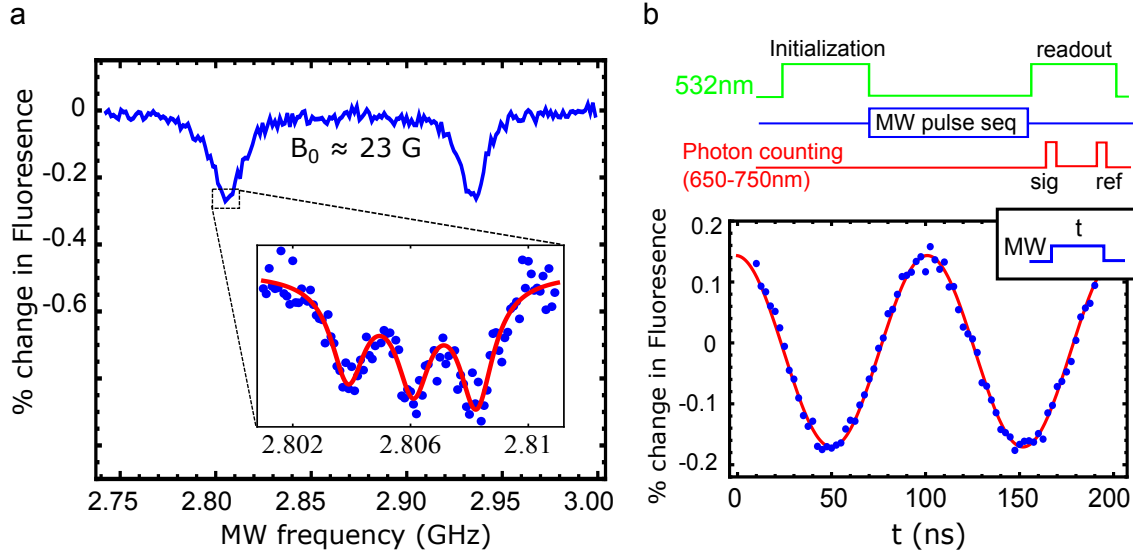 a
% change in Fluoresence
0
-0.2
-0.4
-0.6
B₀ ≈ 23 G
2.802 2.806 2.81
2.75 2.80 2.85 2.90 2.95 3.00
MW frequency (GHz)
b
Initialization readout
532nm
MW pulse seq
Photon counting
(650-750nm)
sig ref
% change in Fluoresence
0.2
0.1
0
-0.1
-0.2
t
MW
0 50 100 150 200
t (ns)